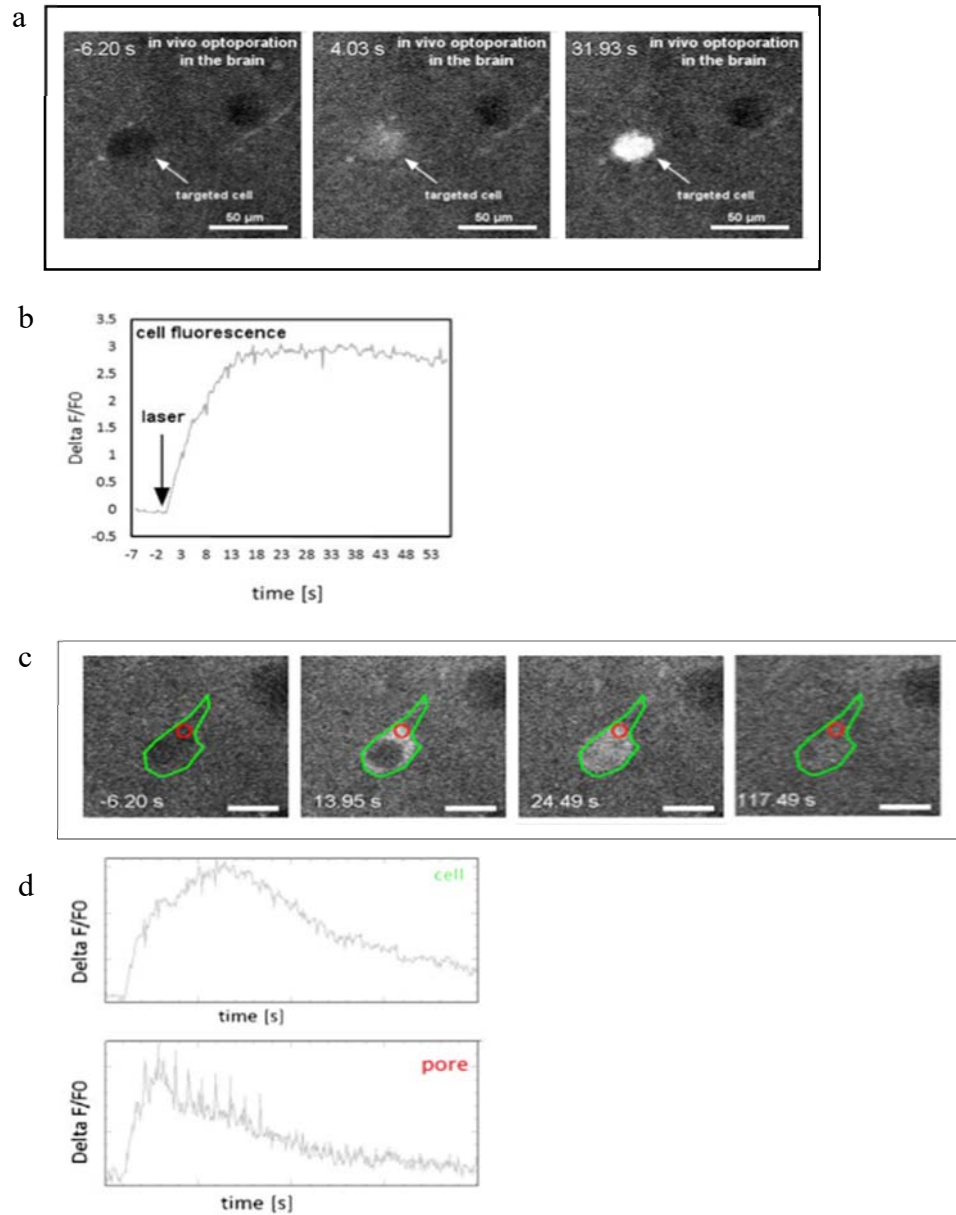 a
-6.20 s in vivo optoporation
in the brain
targeted cell
50 µm
4.03 s in vivo optoporation
in the brain
targeted cell
50 µm
31.93 s in vivo optoporation
in the brain
targeted cell
50 µm
b
3.5
3
2.5
2
1.5
1
0.5
0
-0.5
Delta F/F0
cell fluorescence
laser
-7 -2 3 8 13 18 23 28 33 38 43 48 53
time [s]
c
-6.20 s
13.95 s
24.49 s
117.49 s
d
Delta F/F0
cell
time [s]
Delta F/F0
pore
time [s]